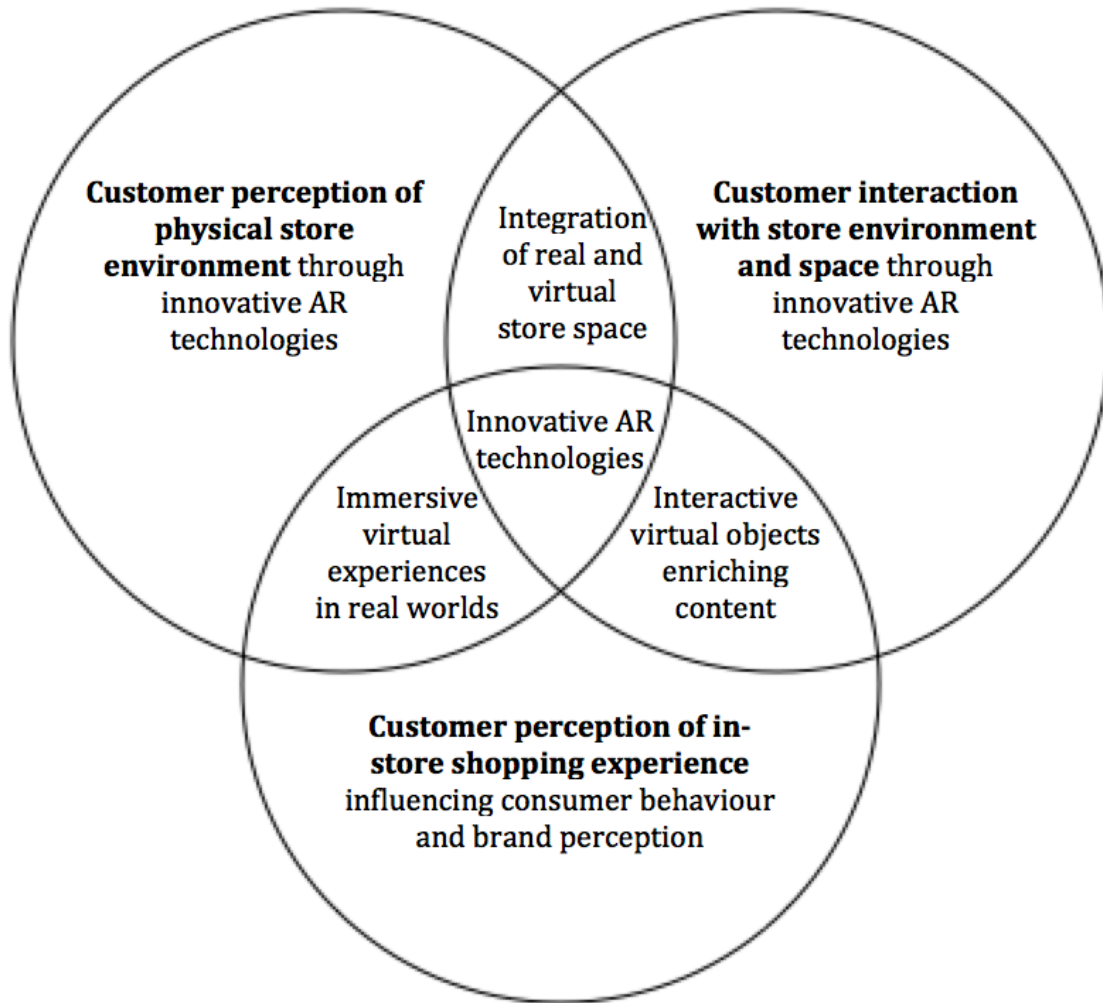 Customer perception of
physical store
environment through
innovative AR
technologies
Integration
of real and
virtual
store space
Customer interaction
with store environment
and space through
innovative AR
technologies
Innovative AR
technologies
Immersive
virtual
experiences
in real worlds
Interactive
virtual objects
enriching
content
Customer perception of in-
store shopping experience
influencing consumer behaviour
and brand perception